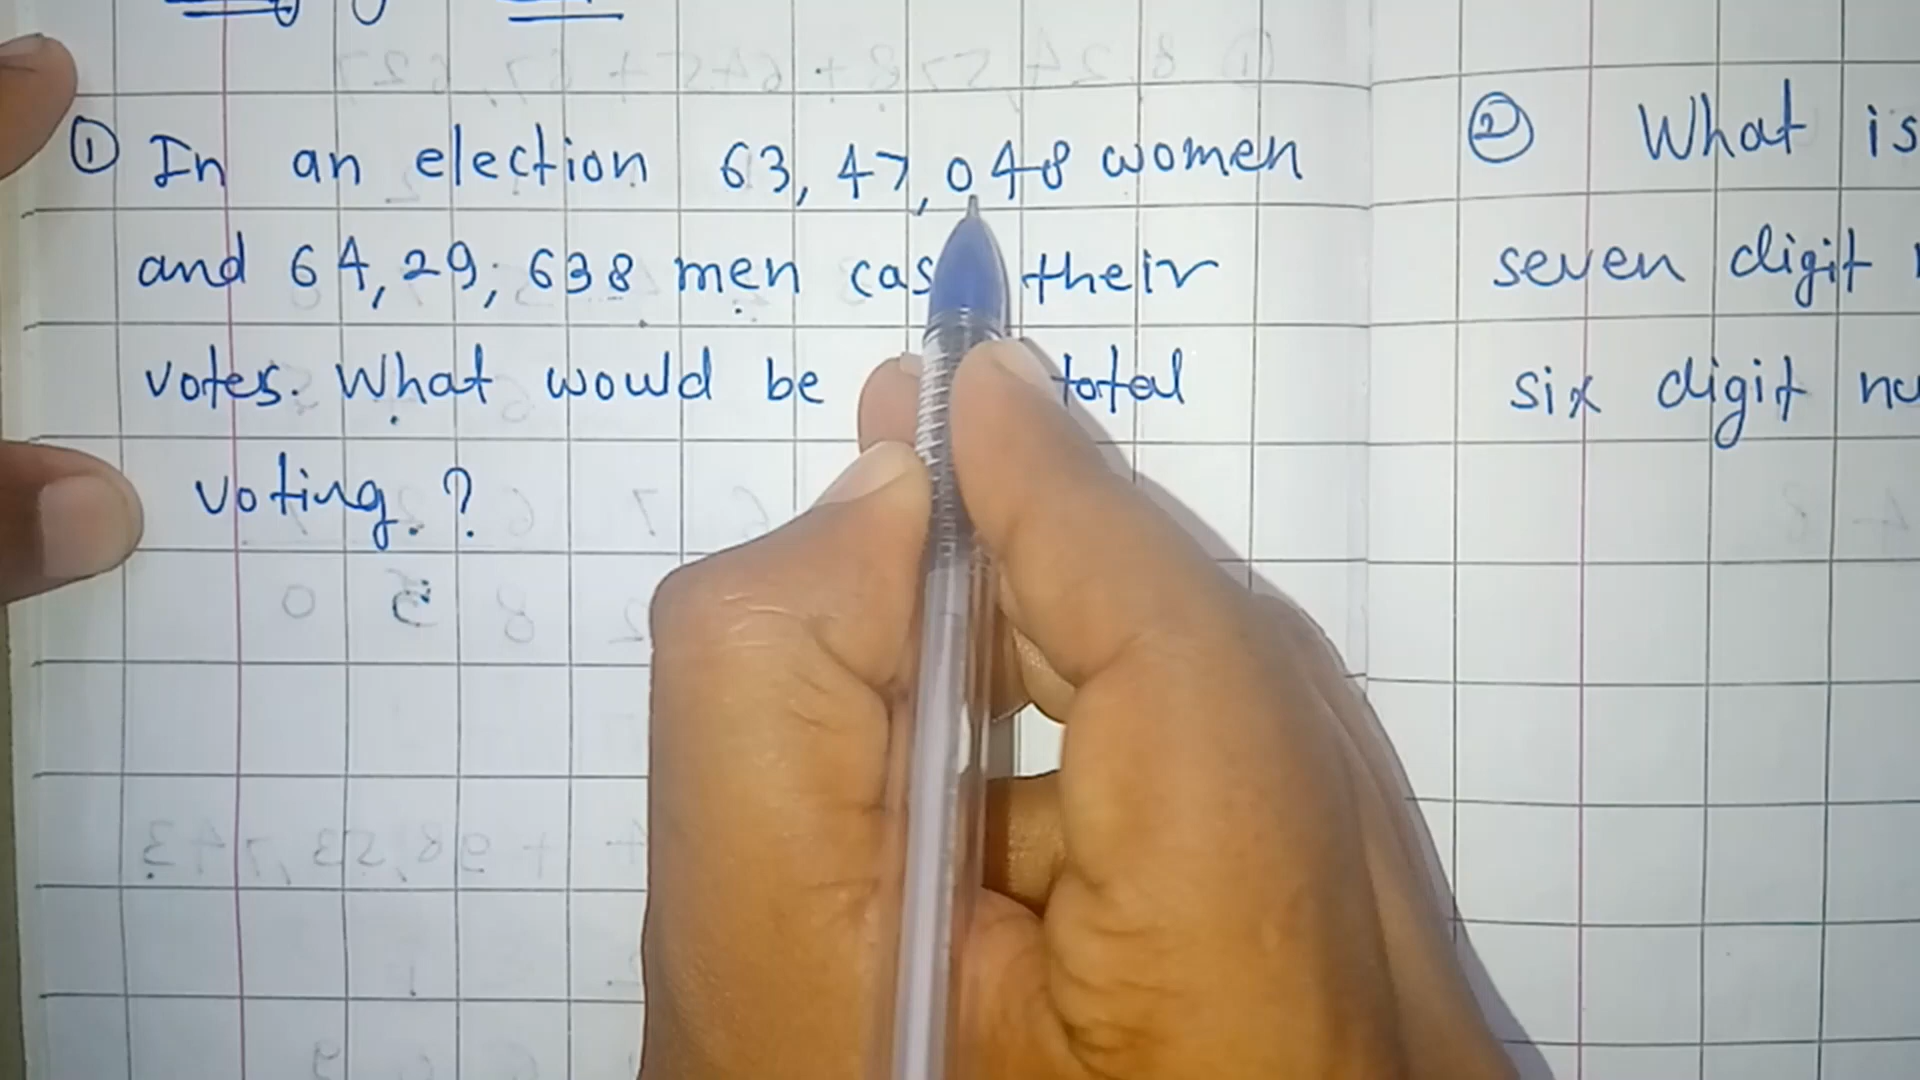 ① In an election 63,47,048 women
and 64,29,638 men cas their
votes. What would be total
voting.?
② What is
seven digit
six digit